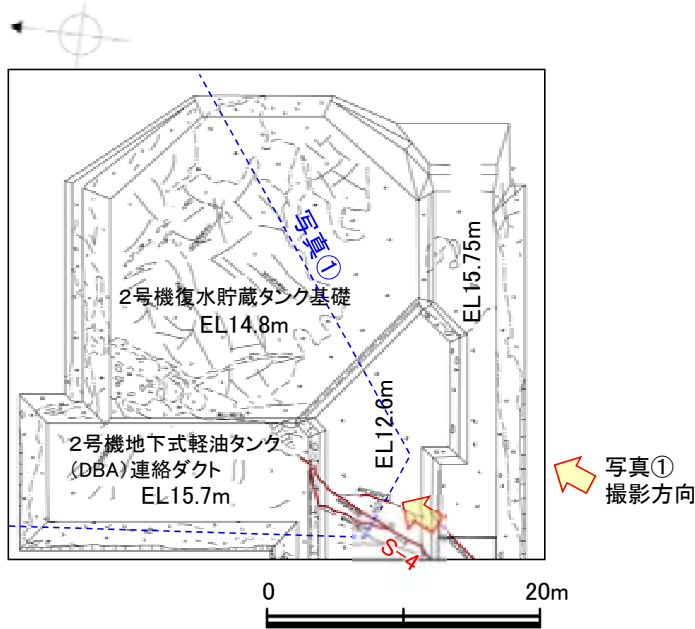 写真①
2号機復水貯蔵タンク基礎
EL14.8m
EL15.75m
EL12.6m
2号機地下式軽油タンク
(DBA)連絡ダクト
EL15.7m
S-4
写真①
撮影方向
0
20m